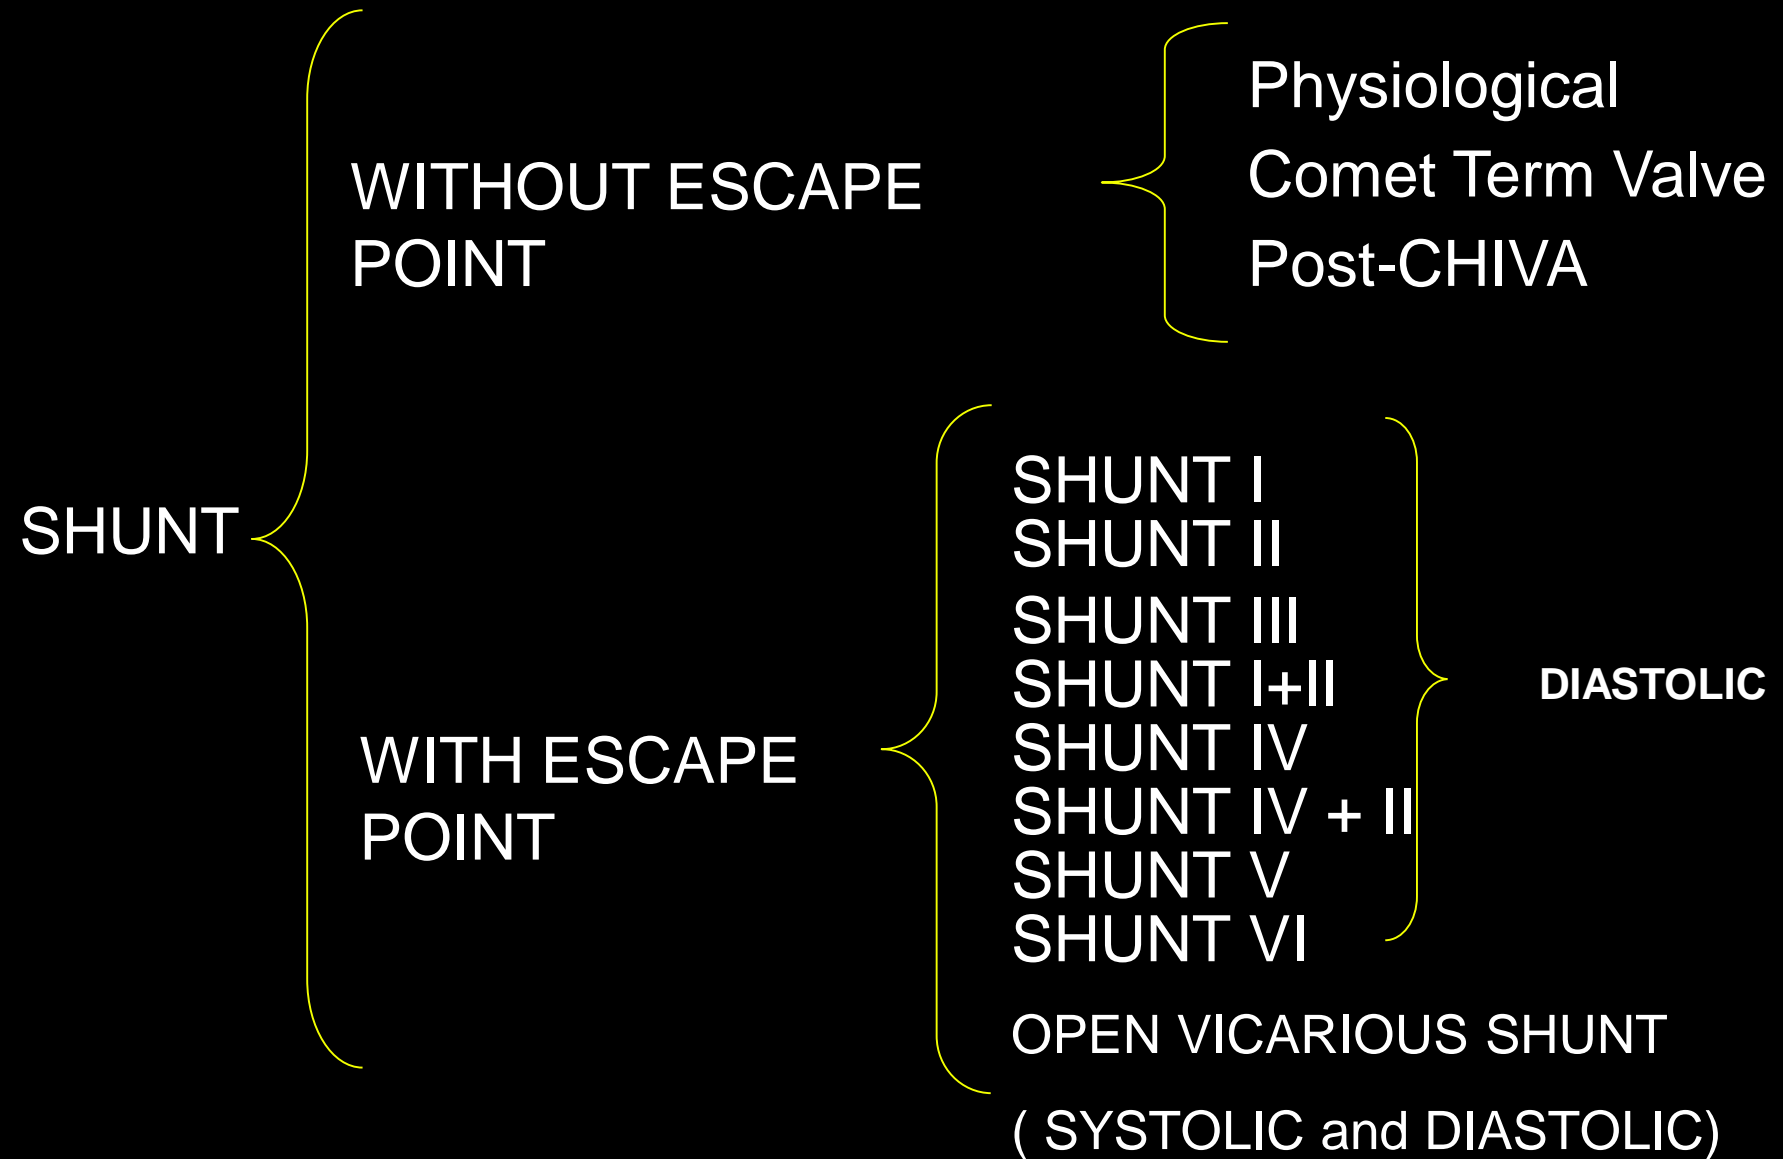 SHUNT
WITHOUT ESCAPE
POINT
Physiological
Comet Term Valve
Post-CHIVA
WITH ESCAPE
POINT
SHUNT I
SHUNT II
SHUNT III
SHUNT I+II
SHUNT IV
SHUNT IV + II
SHUNT V
SHUNT VI
DIASTOLIC
OPEN VICARIOUS SHUNT
( SYSTOLIC and DIASTOLIC)